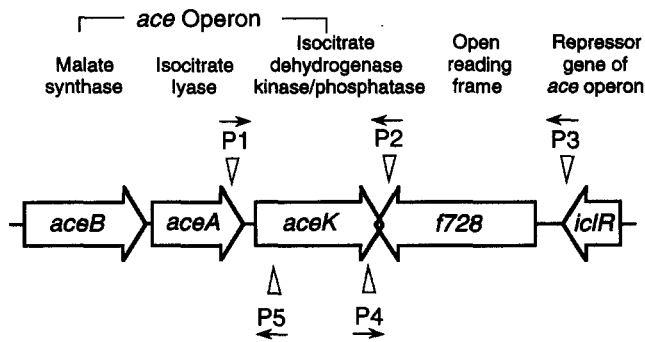 ace Operon
Malate synthase
Isocitrate lyase
Isocitrate dehydrogenase kinase/phosphatase
Open reading frame
Repressor gene of ace operon
P1
P2
P3
aceB
aceA
aceK
f728
iclR
P5
P4